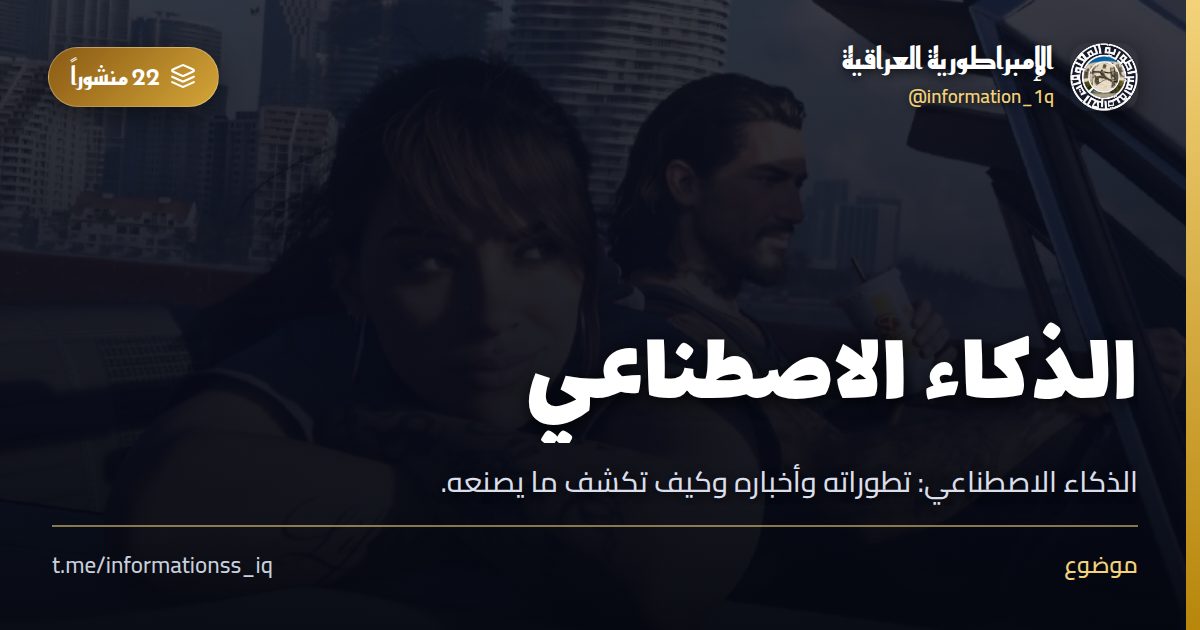 الإمبراطورية العراقية
@information_1q
22 منشوراً
الذكاء الاصطناعي
الذكاء الاصطناعي: تطوراته وأخباره وكيف تكشف ما يصنعه.
موضوع
t.me/informationss_iq